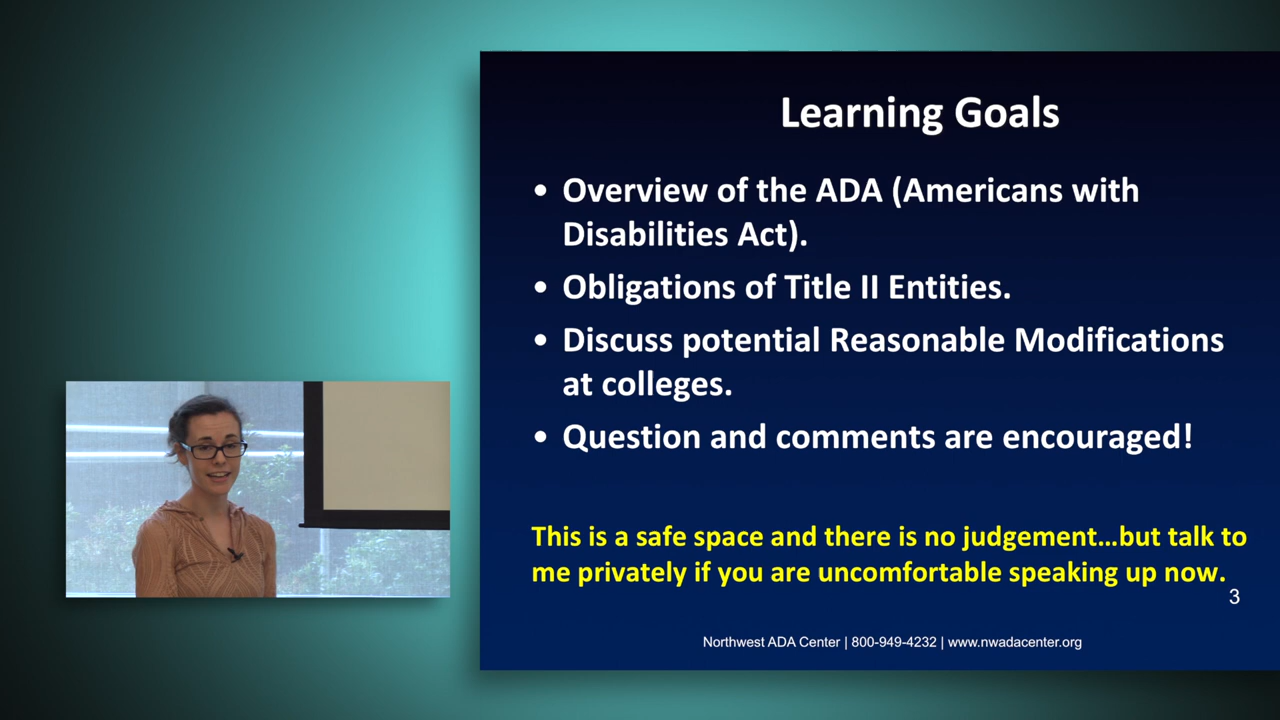 Learning Goals
• Overview of the ADA (Americans with
Disabilities Act).
• Obligations of Title II Entities.
• Discuss potential Reasonable Modifications
at colleges.
• Question and comments are encouraged!
This is a safe space and there is no judgement...but talk to
me privately if you are uncomfortable speaking up now.
3
Northwest ADA Center | 800-949-4232 | www.nwadacenter.org